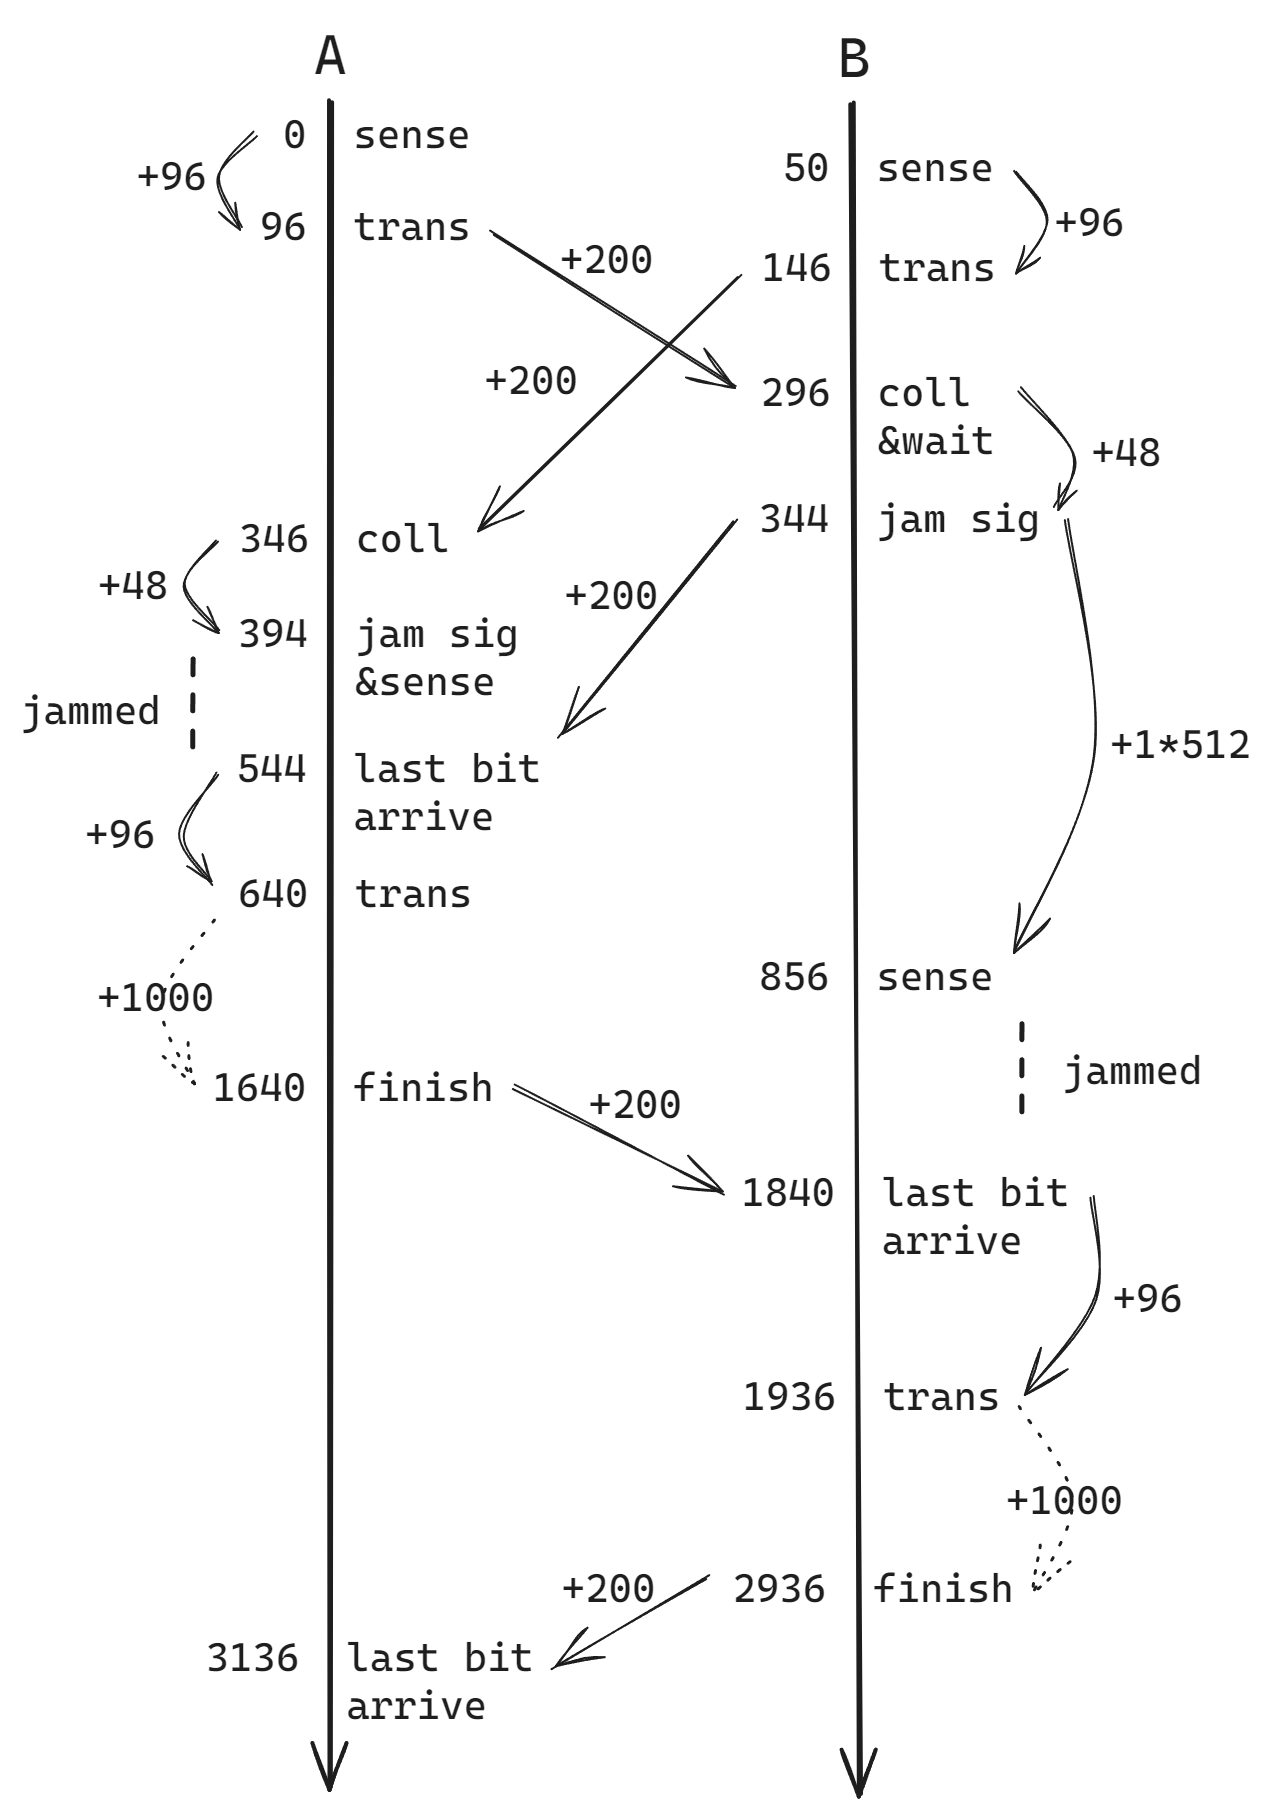 A
B
0 sense
50 sense
+96
+96
96 trans
+200
146 trans
+200
296 coll
&wait
+48
344 jam sig
346 coll
+48
+200
394 jam sig
&sense
jammed
+1*512
544 last bit
arrive
+96
640 trans
856 sense
+1000
jammed
1640 finish
+200
1840 last bit
arrive
+96
1936 trans
+1000
+200
2936 finish
3136 last bit
arrive